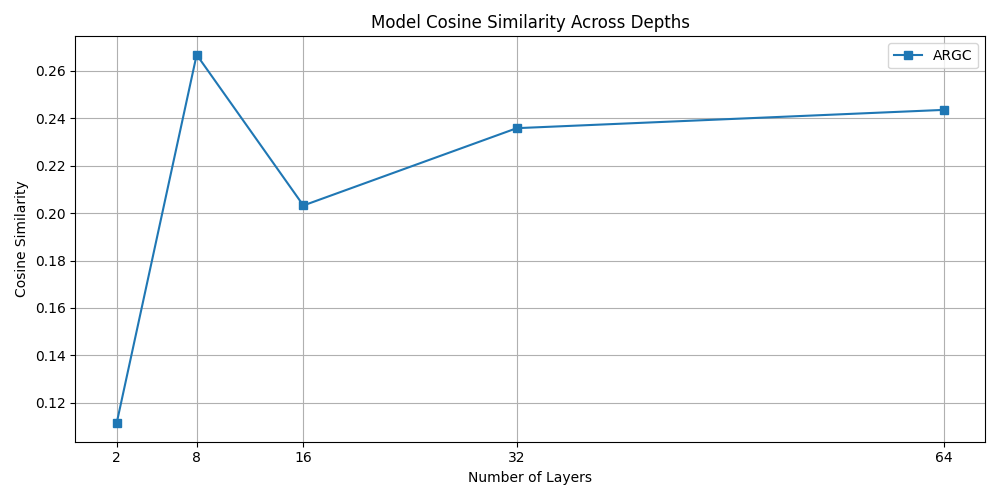 Model Cosine Similarity Across Depths
ARGC
0.26
0.24
0.22
0.20
0.18
0.16
0.14
0.12
Cosine Similarity
2 8 16 32 64
Number of Layers